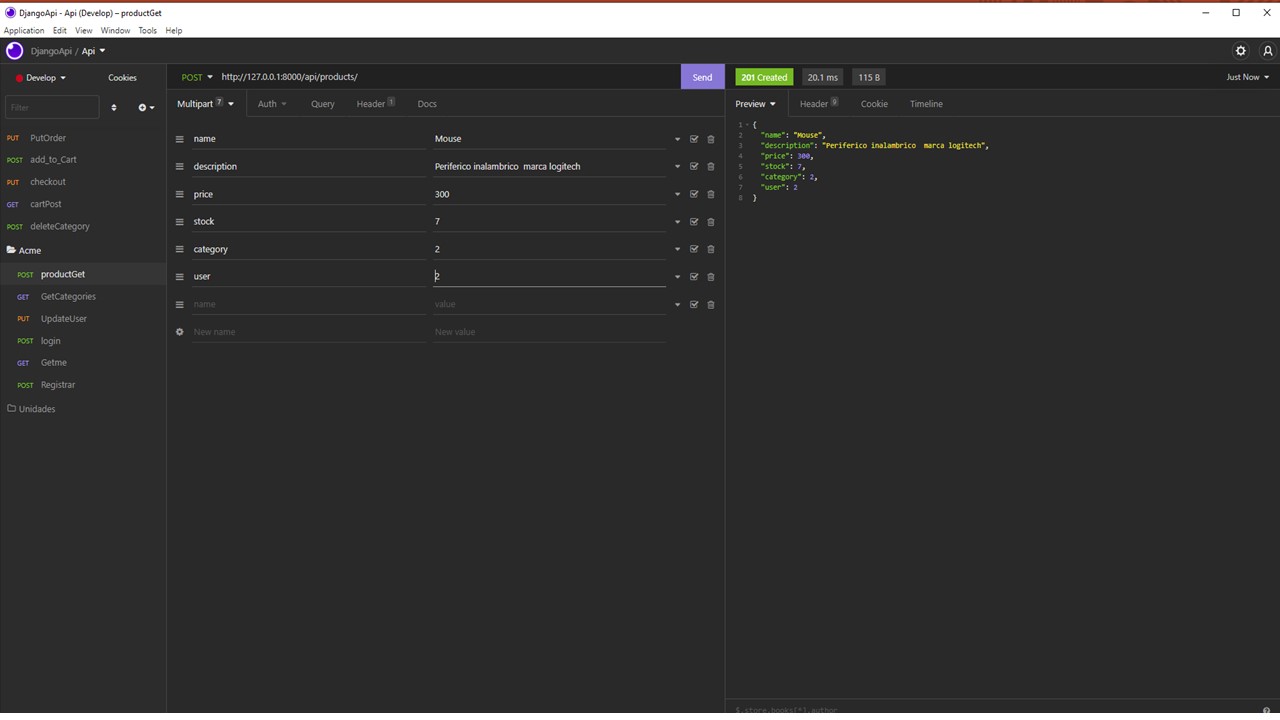 DjangoApi - Api (Develop) – productGet
Application Edit View Window Tools Help
DjangoApi / Api
Develop Cookies
Filter
PUT PutOrder
POST add_to_Cart
PUT checkout
GET cartPost
POST deleteCategory
Acme
POST productGet
GET GetCategories
PUT UpdateUser
POST login
GET Getme
POST Registrar
Unidades
POST http://127.0.0.1:8000/api/products/ Send
Multipart 7 Auth Query Header 1 Docs
name Mouse
description Periferico inalambrico  marca logitech
price 300
stock 7
category 2
user 2
name value
New name New value
201 Created 20.1 ms 115 B Just Now
Preview Header 9 Cookie Timeline
1 {
2 "name": "Mouse",
3 "description": "Periferico inalambrico  marca logitech",
4 "price": 300,
5 "stock": 7,
6 "category": 2,
7 "user": 2
8 }
$.store.books[*].author